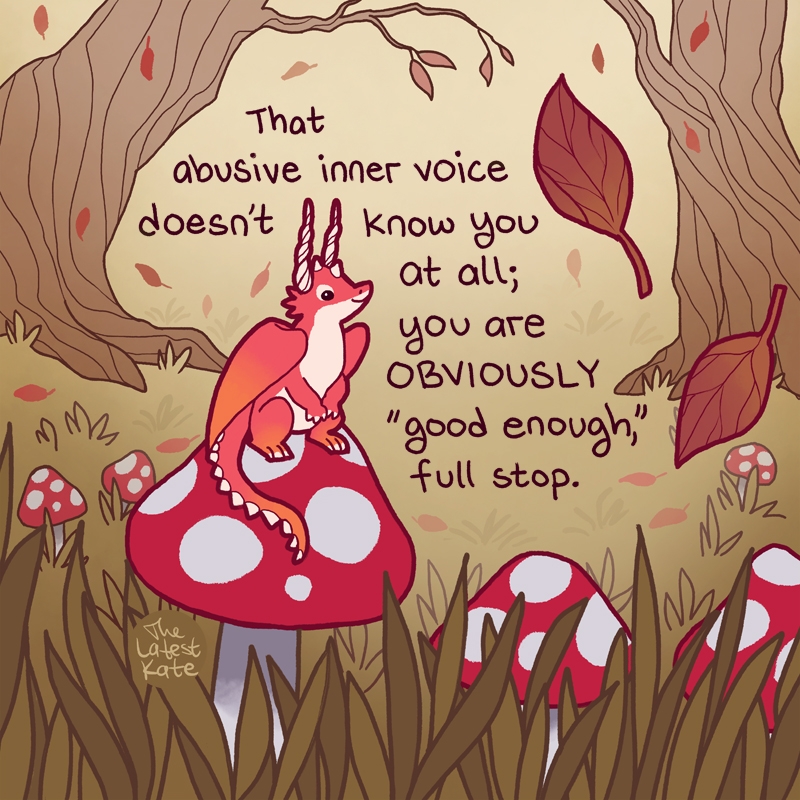 That
abusive inner voice
doesn't know you
at all;
you are
OBVIOUSLY
"good enough,"
full stop.
The
Latest
Kate